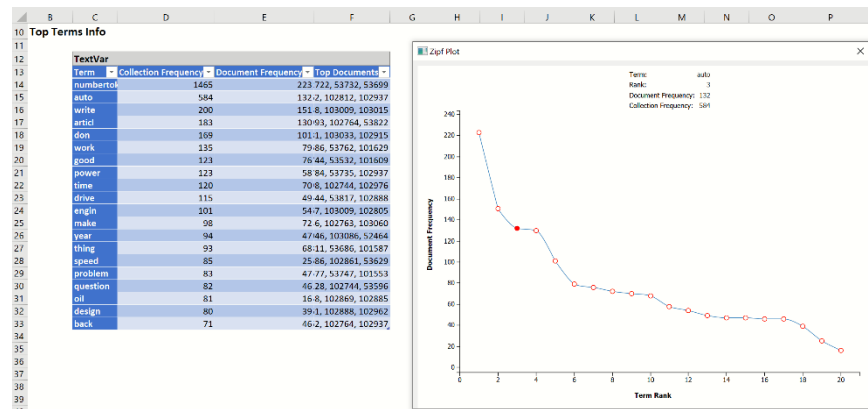 B C D E F G H I J K L M N O P
10 Top Terms Info
11
12 TextVar
13 Term Collection Frequency Document Frequency Top Documents
14 numbertok 1465 223 722, 53732, 53699
15 auto 584 132 -2, 102812, 102937
16 write 200 151 -8, 103009, 103015
17 articl 183 130 93, 102764, 53822
18 don 169 101 -1, 103033, 102915
19 work 135 79 -86, 53762, 101629
20 good 123 76 44, 53532, 101609
21 power 123 58 84, 53735, 102937
22 time 120 70 -8, 102744, 102976
23 drive 115 49 -44, 53817, 102888
24 engin 101 54 -7, 103009, 102805
25 make 98 72 6, 102763, 103060
26 year 94 47 -46, 103086, 52464
27 thing 93 68 -11, 53686, 101587
28 speed 85 25 -86, 102861, 53629
29 problem 83 47 -77, 53747, 101553
30 question 82 46 28, 102744, 53596
31 oil 81 16 -8, 102869, 102885
32 design 80 39 -1, 102888, 102962
33 back 71 46 -2, 102764, 102937
34
35
36
37
38
39
Zipf Plot
Term: auto
Rank: 3
Document Frequency: 132
Collection Frequency: 584
240
220
200
180
160
140
120
100
80
60
40
20
0
Document Frequency
0 2 4 6 8 10 12 14 16 18 20
Term Rank